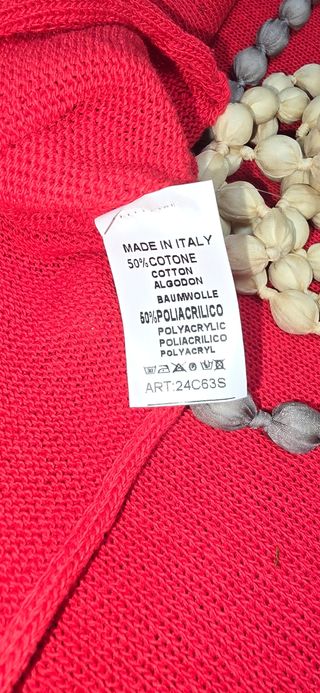 MADE IN ITALY
50%COTONE
COTTON
ALGODON
BAUMWOLLE
50%POLIACRILICO
POLYACRYLIC
POLIACRILICO
POLYACRYL
ART:24C63S